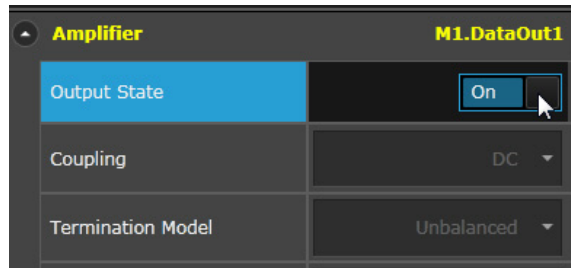 Amplifier M1.DataOut1
Output State On
Coupling DC
Termination Model Unbalanced